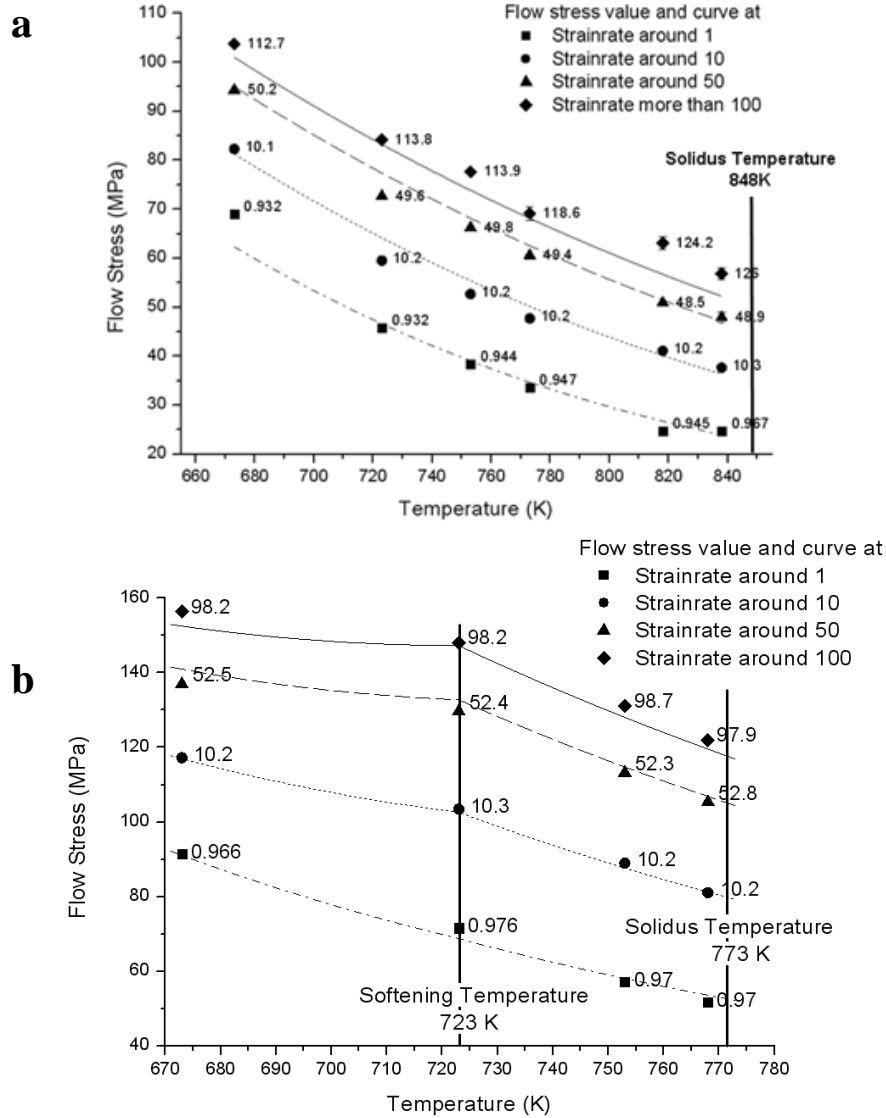 a
Flow stress value and curve at
Strainrate around 1
Strainrate around 10
Strainrate around 50
Strainrate more than 100
110
100
90
80
70
60
50
40
30
20
Flow Stress (MPa)
112.7
50.2
10.1
0.932
113.8
49.6
10.2
0.932
113.9
49.8
10.2
0.944
118.6
49.4
10.2
0.947
124.2
48.5
10.2
0.945
126
48.9
10.3
0.967
Solidus Temperature
848K
660 680 700 720 740 760 780 800 820 840
Temperature (K)
b
Flow stress value and curve at
Strainrate around 1
Strainrate around 10
Strainrate around 50
Strainrate around 100
160
140
120
100
80
60
40
Flow Stress (MPa)
98.2
52.5
10.2
0.966
98.2
52.4
10.3
0.976
98.7
52.3
10.2
0.97
97.9
52.8
10.2
0.97
Softening Temperature
723 K
Solidus Temperature
773 K
670 680 690 700 710 720 730 740 750 760 770 780
Temperature (K)